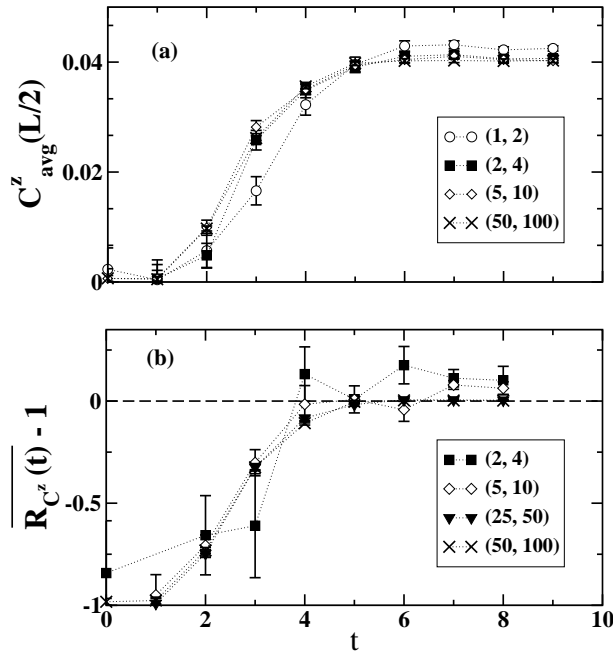 (a)
0.04
0.02
0
C^z_avg(L/2)
(1, 2)
(2, 4)
(5, 10)
(50, 100)
(b)
0
-0.5
-1
R_{C^z}(t) - 1
(2, 4)
(5, 10)
(25, 50)
(50, 100)
0 2 4 6 8 10
t